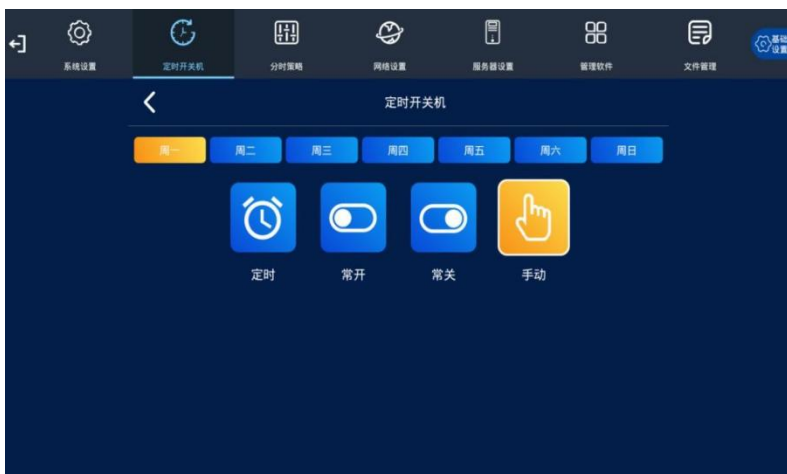 系统设置
定时开关机
分时策略
网络设置
服务器设置
管理软件
文件管理
基础
设置
定时开关机
周一
周二
周三
周四
周五
周六
周日
定时
常开
常关
手动